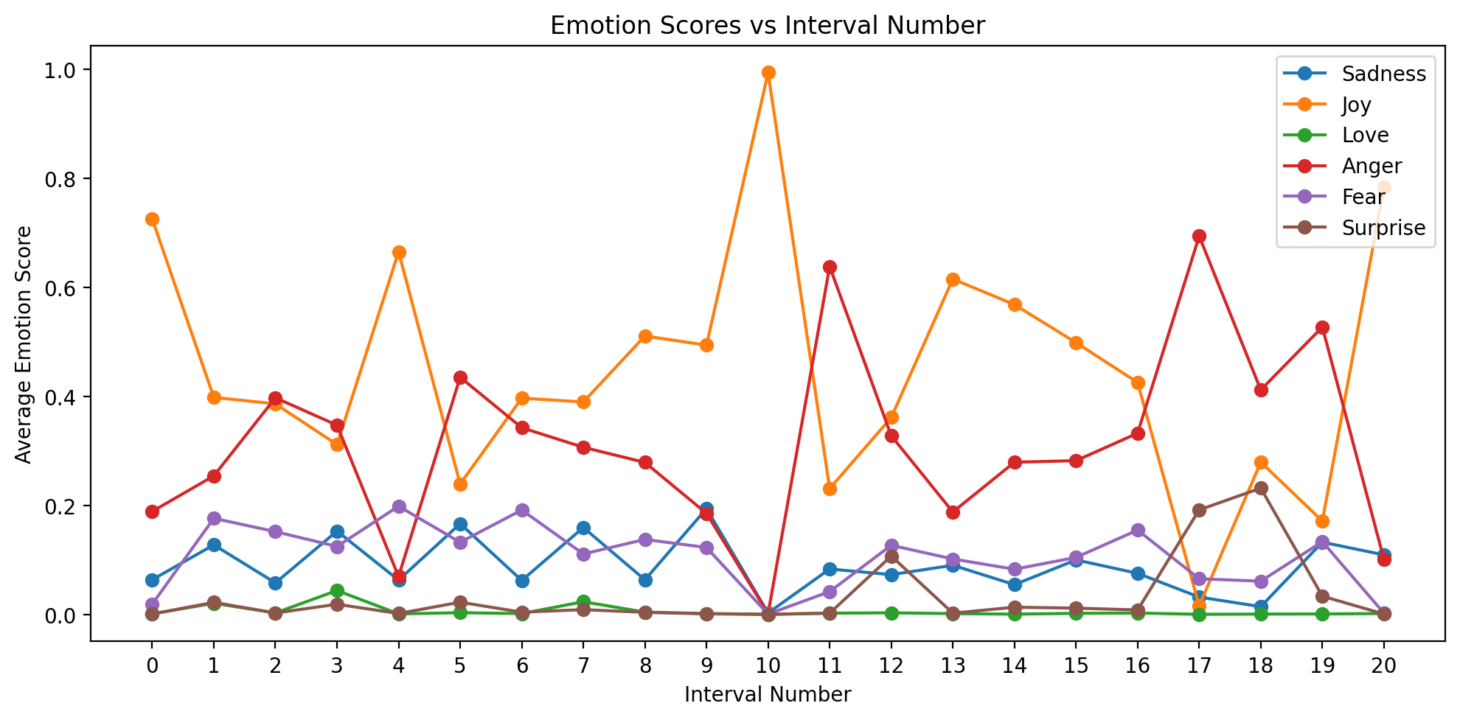 Emotion Scores vs Interval Number
Average Emotion Score
1.0
0.8
0.6
0.4
0.2
0.0
Sadness
Joy
Love
Anger
Fear
Surprise
0 1 2 3 4 5 6 7 8 9 10 11 12 13 14 15 16 17 18 19 20
Interval Number